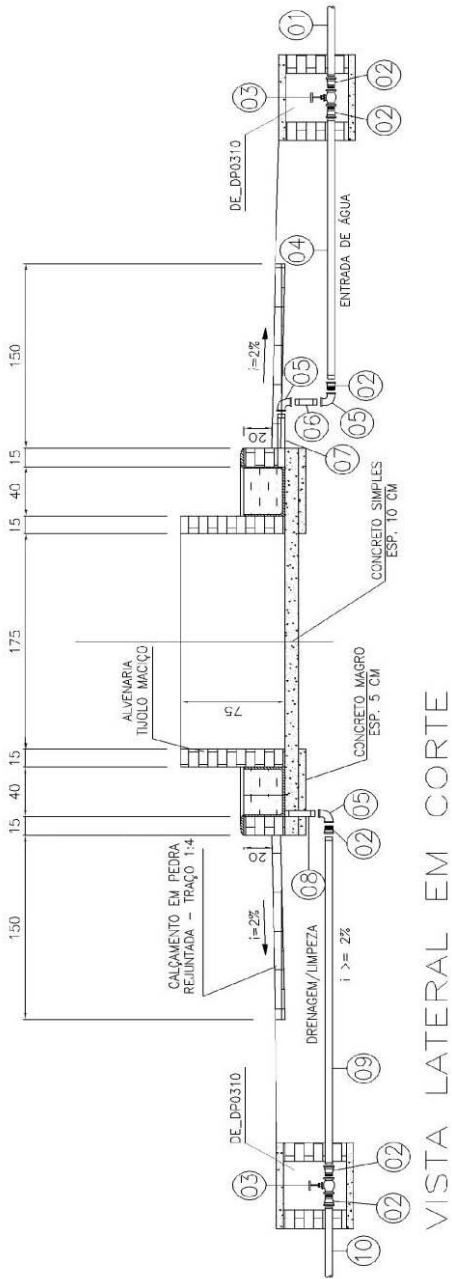 150
15
40
15
175
15
40
15
150
DE_DP0310
03
CALÇAMENTO EM PEDRA
REJUNTADA - TRAÇO 1:4
i=2%
20
ALVENARIA
TIJOLO MACIÇO
75
20
i=2%
DE_DP0310
03
05
06
07
02
05
04
ENTRADA DE ÁGUA
02
02
01
10
02
02
09
DRENAGEM/LIMPEZA
i >= 2%
08
02
05
CONCRETO MAGRO
ESP. 5 CM
CONCRETO SIMPLES
ESP. 10 CM
VISTA LATERAL EM CORTE